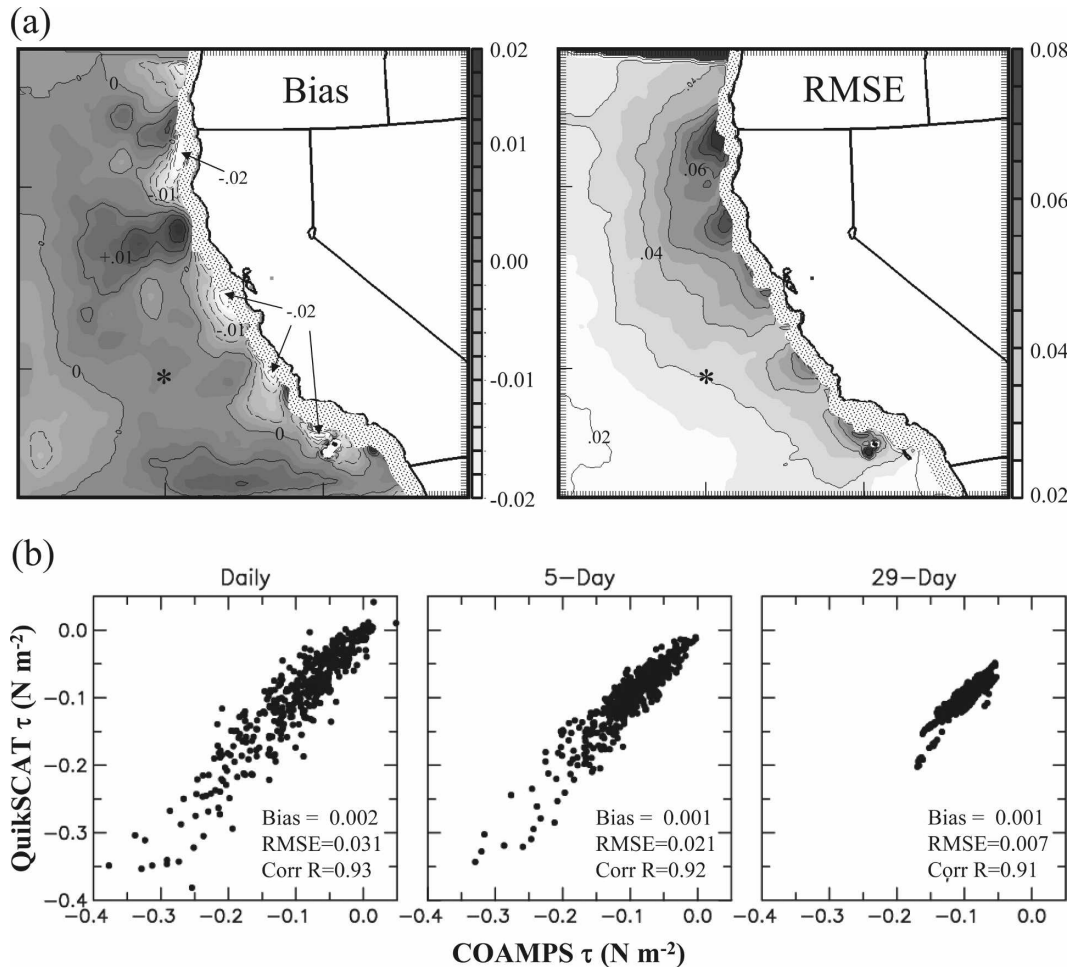 (a)
Bias
RMSE
0.02
0.01
0.00
-0.01
-0.02
0.08
0.06
0.04
0.02
0
-.02
-.01
+.01
-.02
-.01
0
0
.04
.06
.04
.02
*
*
(b)
Daily
5-Day
29-Day
QuikSCAT τ (N m-2)
0.0
−0.1
−0.2
−0.3
−0.4
Bias = 0.002
RMSE=0.031
Corr R=0.93
Bias = 0.001
RMSE=0.021
Corr R=0.92
Bias = 0.001
RMSE=0.007
Corr R=0.91
−0.4 −0.3 −0.2 −0.1 0.0
−0.4 −0.3 −0.2 −0.1 0.0
−0.4 −0.3 −0.2 −0.1 0.0
COAMPS τ (N m-2)